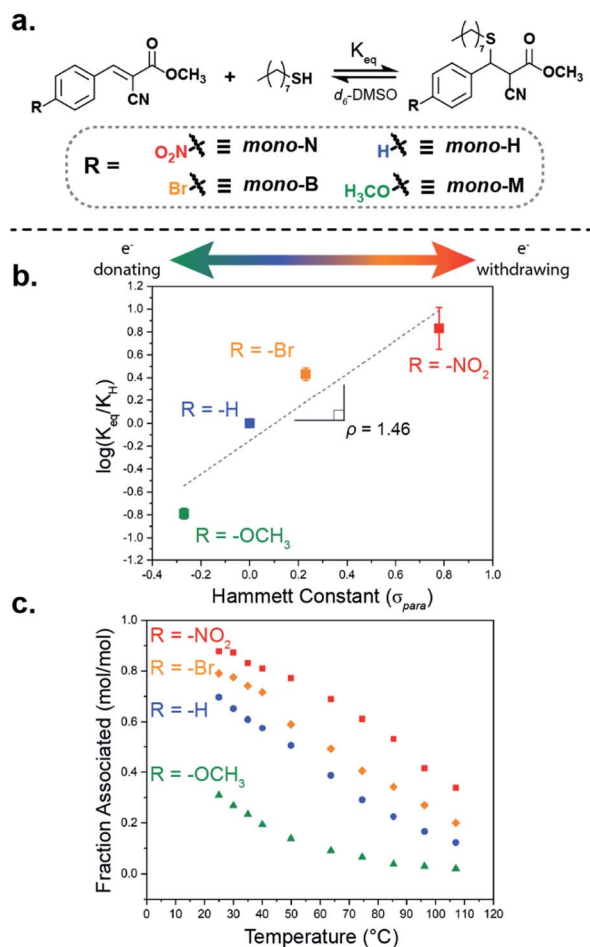 a.
O
OCH₃
CN
R
+
( )₇ SH
K_eq
d₆-DMSO
( )₇ S
O
OCH₃
CN
R
R =
O₂N ≡ mono-N
H ≡ mono-H
Br ≡ mono-B
H₃CO ≡ mono-M
e⁻ donating
e⁻ withdrawing
b.
log(K_eq/K_H)
1.2
1.0
0.8
0.6
0.4
0.2
0.0
-0.2
-0.4
-0.6
-0.8
-1.0
-1.2
R = -Br
R = -NO₂
R = -H
ρ = 1.46
R = -OCH₃
-0.4
-0.2
0.0
0.2
0.4
0.6
0.8
1.0
Hammett Constant (σ_para)
c.
Fraction Associated (mol/mol)
1.0
0.8
0.6
0.4
0.2
0.0
R = -NO₂
R = -Br
R = -H
R = -OCH₃
0 10 20 30 40 50 60 70 80 90 100 110 120
Temperature (°C)